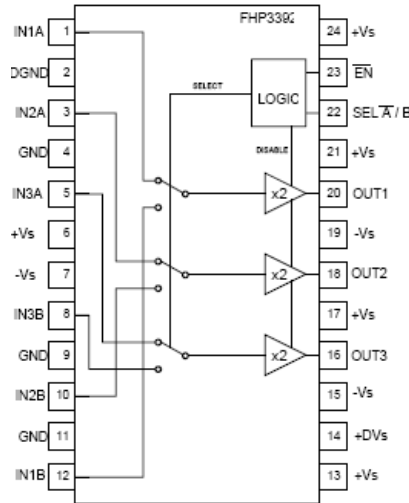 FHP3392
IN1A 1 24 +Vs
DGND 2 23 EN
IN2A 3 SELECT LOGIC 22 SEL A / B
GND 4 DISABLE 21 +Vs
IN3A 5 x2 20 OUT1
+Vs 6 19 -Vs
-Vs 7 x2 18 OUT2
IN3B 8 17 +Vs
GND 9 x2 16 OUT3
IN2B 10 15 -Vs
GND 11 14 +DVs
IN1B 12 13 +Vs